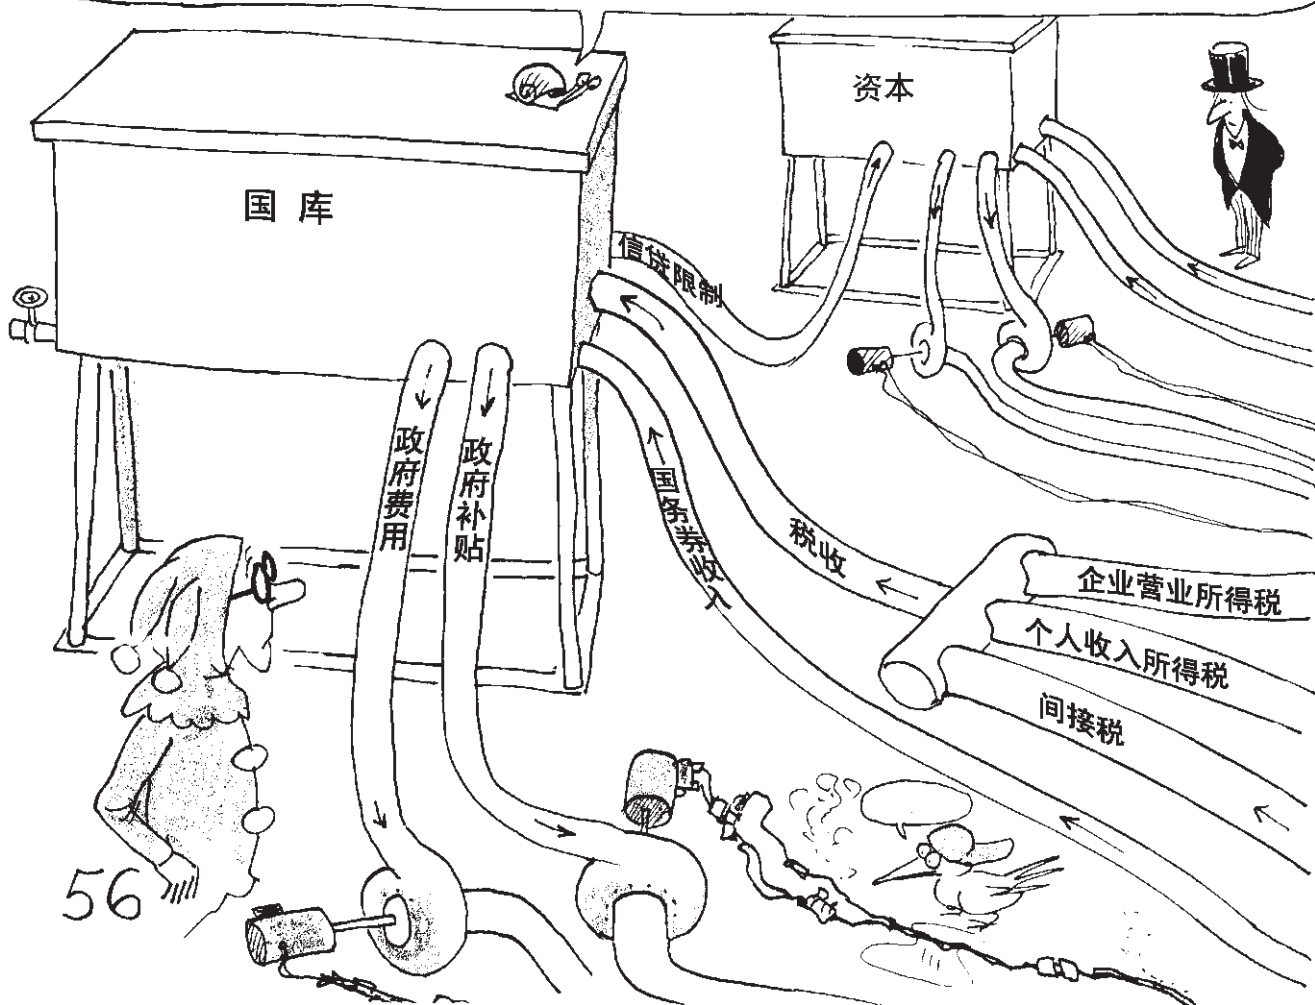 资本
国库
信贷限制
政府费用
政府补贴
国务券收入
税收
企业营业所得税
个人收入所得税
间接税
56